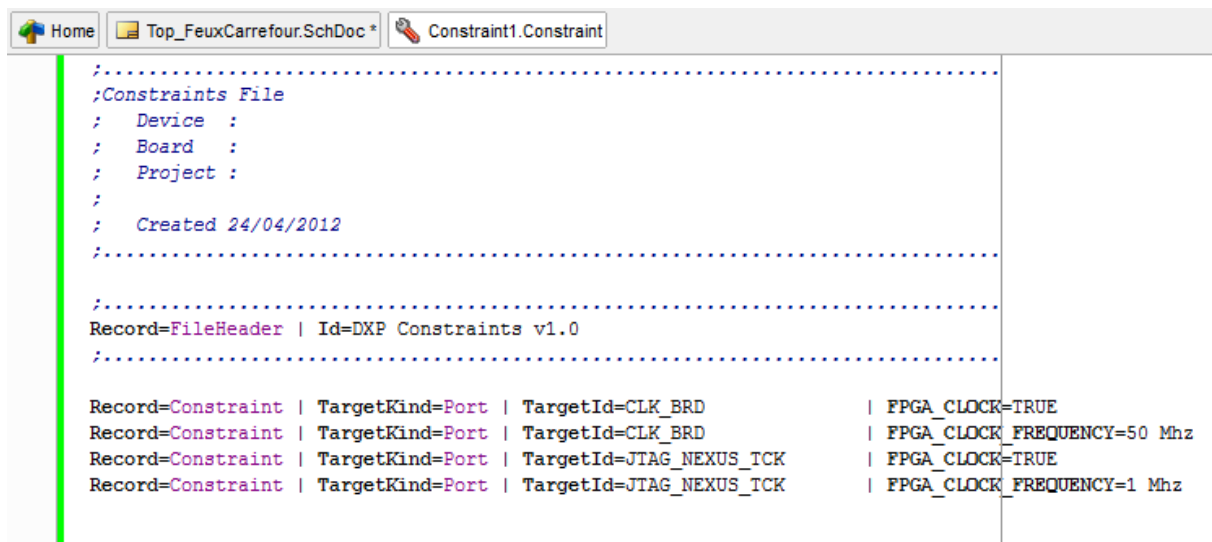 Home Top_FeuxCarrefour.SchDoc * Constraint1.Constraint
;...............................................................................
;Constraints File
;   Device  :
;   Board   :
;   Project :
;
;   Created 24/04/2012
;...............................................................................
;...............................................................................
Record=FileHeader | Id=DXP Constraints v1.0
;...............................................................................
Record=Constraint | TargetKind=Port | TargetId=CLK_BRD              | FPGA_CLOCK=TRUE
Record=Constraint | TargetKind=Port | TargetId=CLK_BRD              | FPGA_CLOCK_FREQUENCY=50 Mhz
Record=Constraint | TargetKind=Port | TargetId=JTAG_NEXUS_TCK       | FPGA_CLOCK=TRUE
Record=Constraint | TargetKind=Port | TargetId=JTAG_NEXUS_TCK       | FPGA_CLOCK_FREQUENCY=1 Mhz